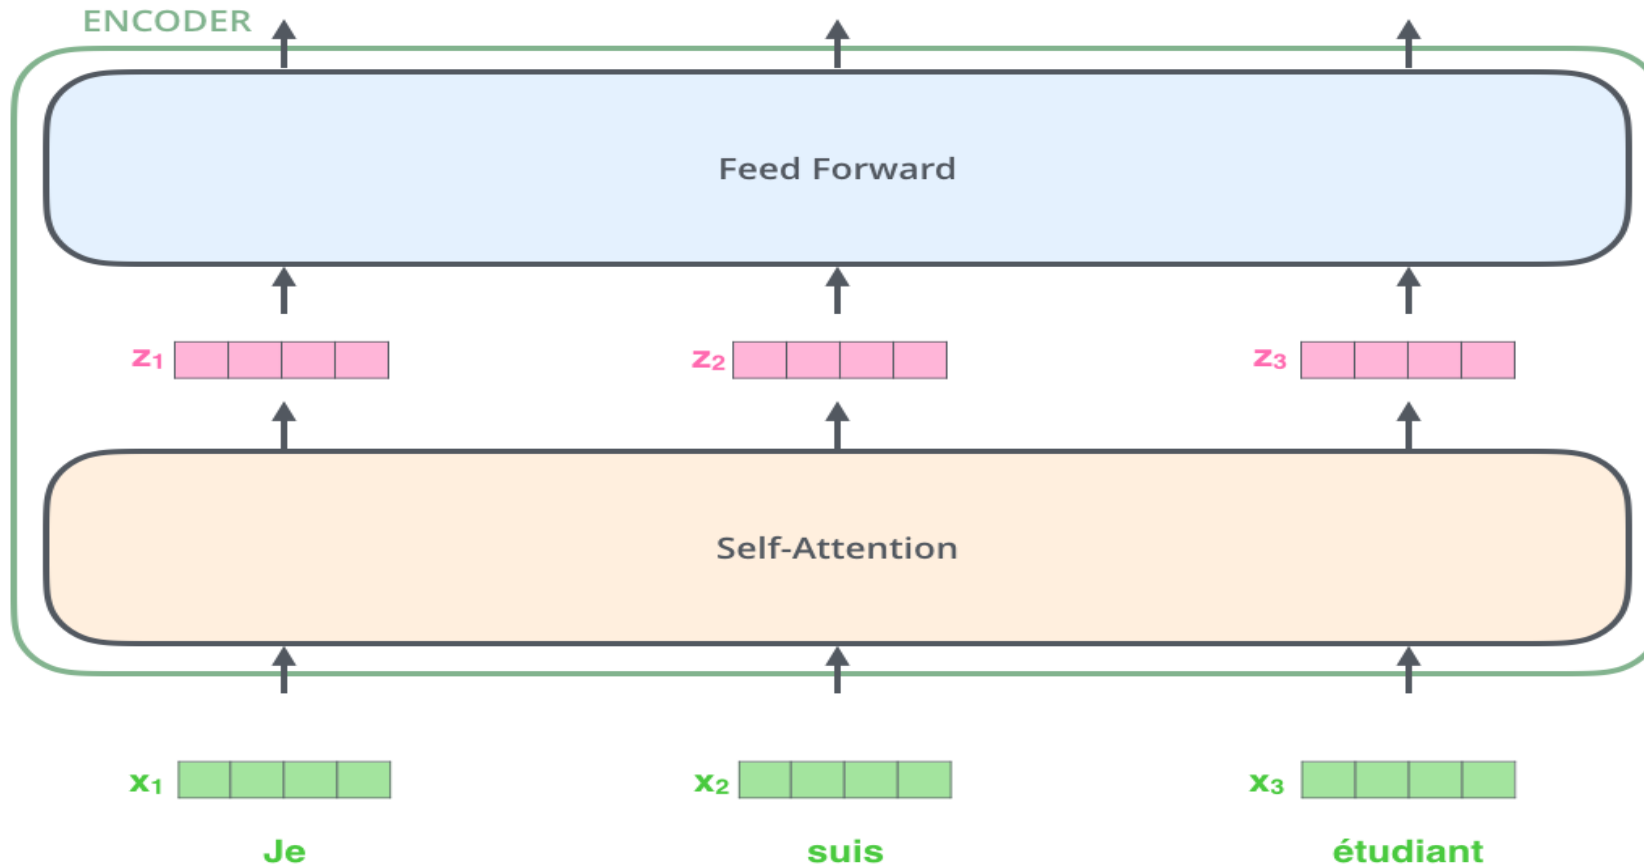 ENCODER
Feed Forward
z₁ z₂ z₃
Self-Attention
x₁ x₂ x₃
Je suis étudiant